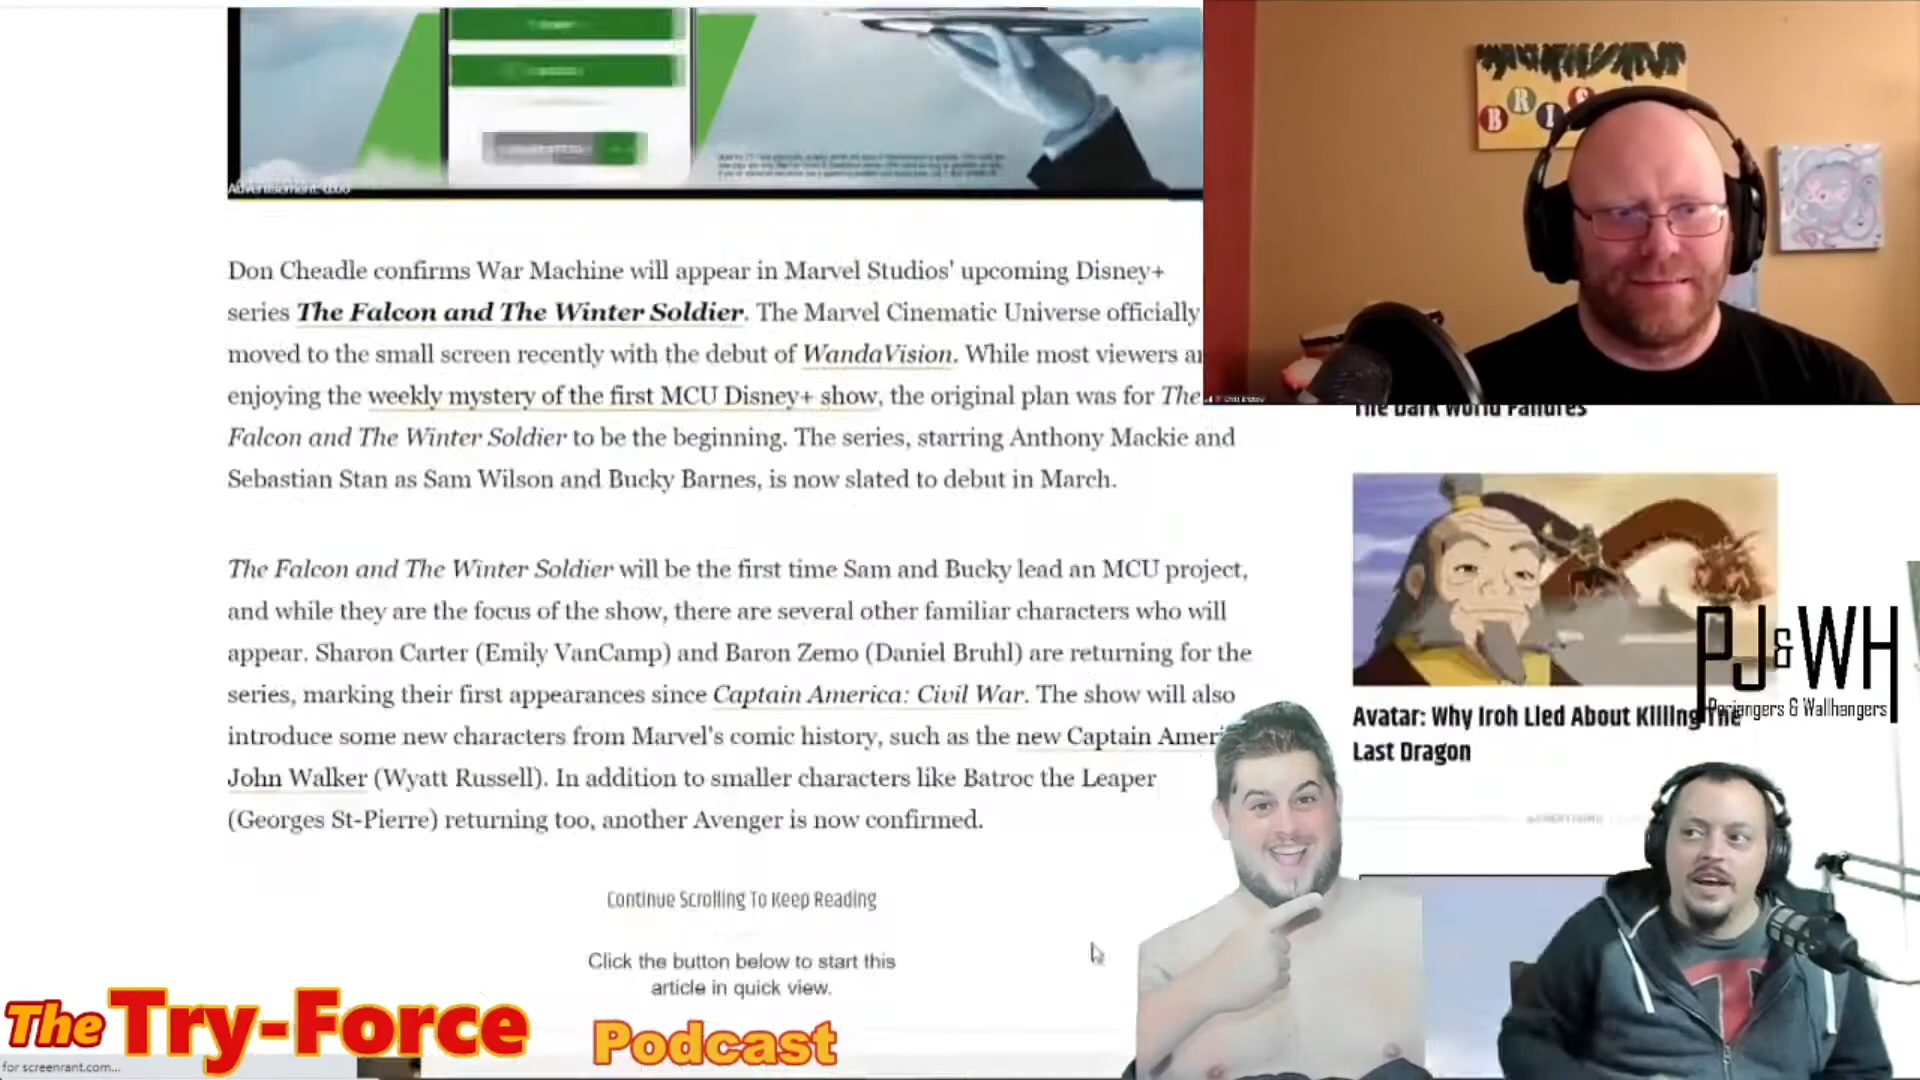 B R I S
Don Cheadle confirms War Machine will appear in Marvel Studios' upcoming Disney+
series The Falcon and The Winter Soldier. The Marvel Cinematic Universe officially
moved to the small screen recently with the debut of WandaVision. While most viewers
enjoying the weekly mystery of the first MCU Disney+ show, the original plan was for The
Falcon and The Winter Soldier to be the beginning. The series, starring Anthony Mackie and
Sebastian Stan as Sam Wilson and Bucky Barnes, is now slated to debut in March.
The Falcon and The Winter Soldier will be the first time Sam and Bucky lead an MCU project,
and while they are the focus of the show, there are several other familiar characters who will
appear. Sharon Carter (Emily VanCamp) and Baron Zemo (Daniel Bruhl) are returning for the
series, marking their first appearances since Captain America: Civil War. The show will also
introduce some new characters from Marvel's comic history, such as the new Captain Ameri
John Walker (Wyatt Russell). In addition to smaller characters like Batroc the Leaper
(Georges St-Pierre) returning too, another Avenger is now confirmed.
Continue Scrolling To Keep Reading
Click the button below to start this
article in quick view.
The Dark World Failures
PJ&WH
Porjangers & Wallhangers
Avatar: Why Iroh Lied About Killing The
Last Dragon
The Try-Force
Podcast
for screenrant.com...